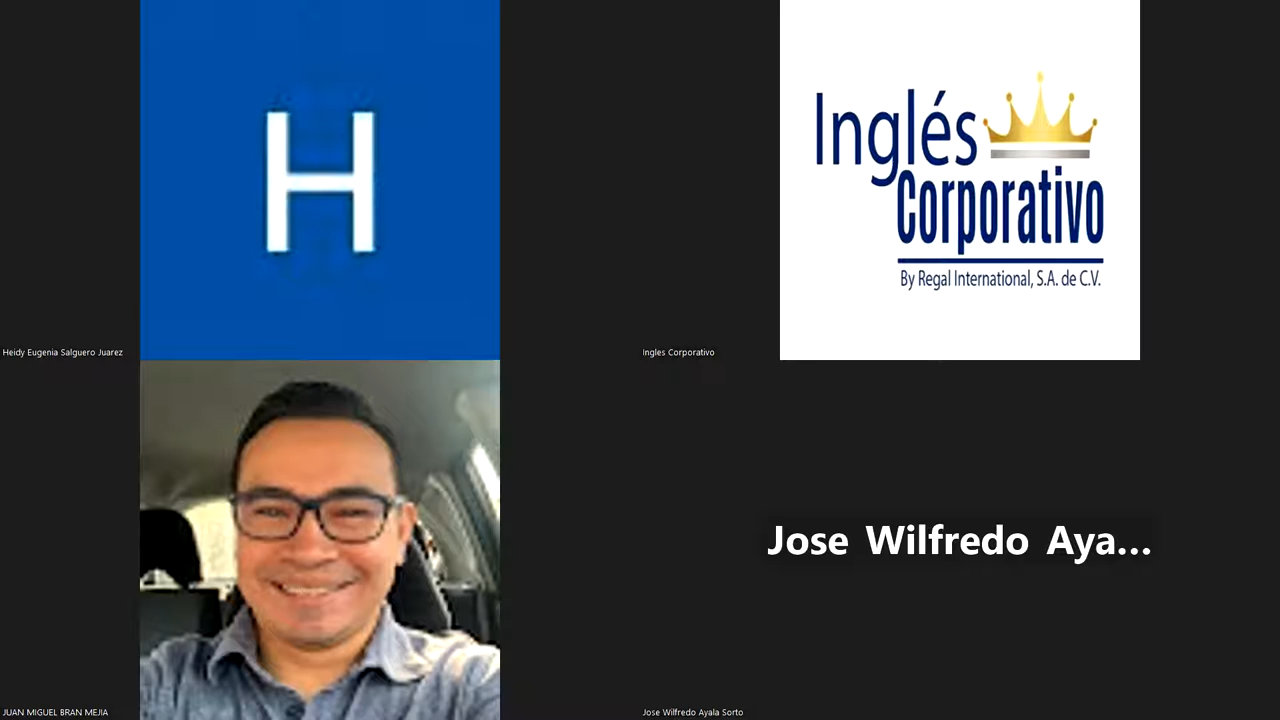 H
Inglés
Corporativo
By Regal International, S.A. de C.V.
Heidy Eugenia Salguero Juarez
Ingles Corporativo
Jose Wilfredo Aya...
JUAN MIGUEL BRAN MEJIA
Jose Wilfredo Ayala Sorto